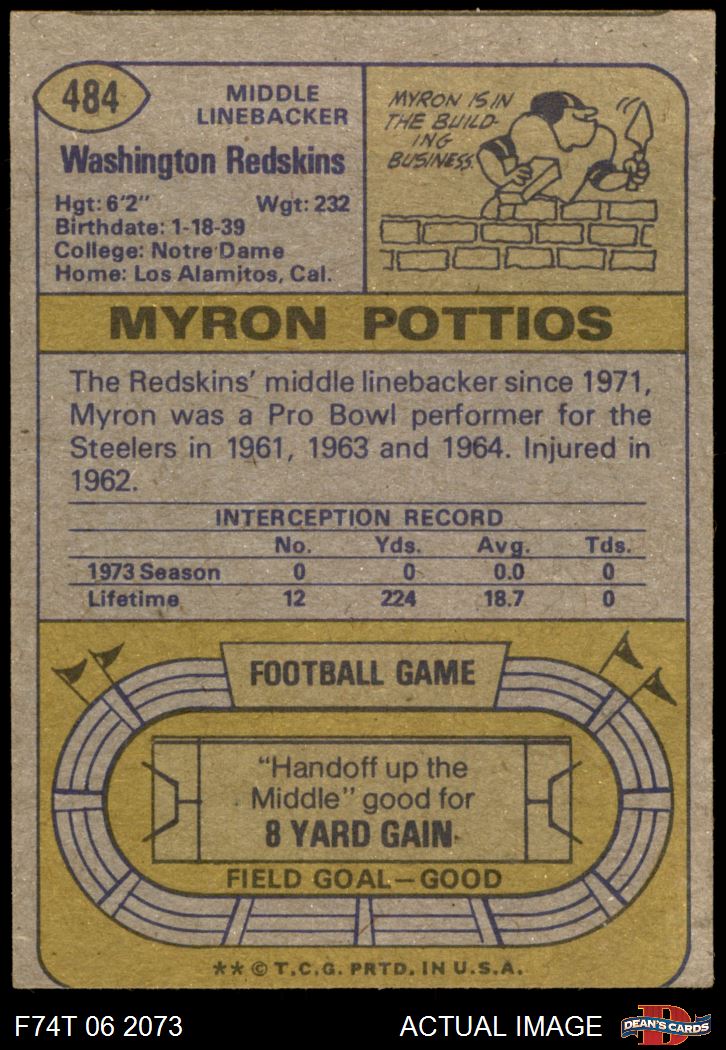 484
MIDDLE
LINEBACKER
Washington Redskins
Hgt: 6'2" Wgt: 232
Birthdate: 1-18-39
College: Notre Dame
Home: Los Alamitos, Cal.
MYRON IS IN
THE BUILD-
ING
BUSINESS.
MYRON POTTIOS
The Redskins' middle linebacker since 1971,
Myron was a Pro Bowl performer for the
Steelers in 1961, 1963 and 1964. Injured in
1962.
INTERCEPTION RECORD
No. Yds. Avg. Tds.
1973 Season 0 0 0.0 0
Lifetime 12 224 18.7 0
FOOTBALL GAME
"Handoff up the
Middle" good for
8 YARD GAIN
FIELD GOAL—GOOD
** © T.C.G. PRTD. IN U.S.A.
F74T 06 2073 ACTUAL IMAGE
D
DEAN'S CARDS